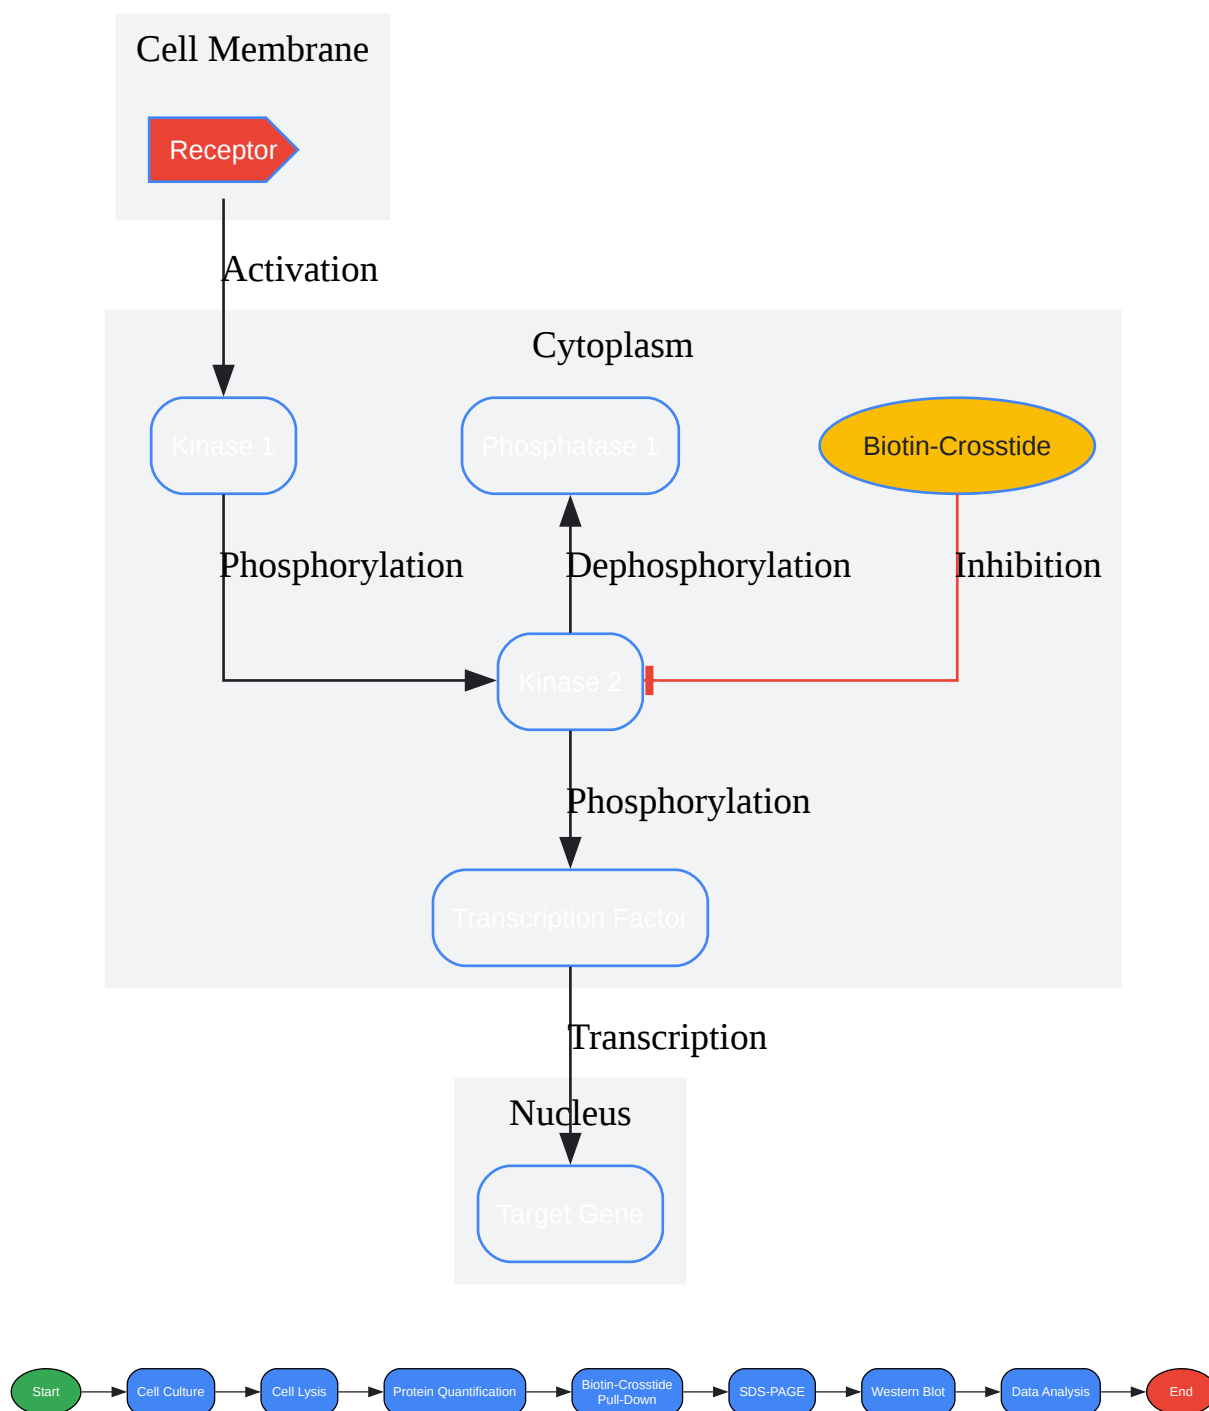 Cell Membrane
Receptor
Activation
Cytoplasm
Kinase 1
Phosphatase 1
Biotin-Crosstide
Phosphorylation
Dephosphorylation
Inhibition
Kinase 2
Phosphorylation
Transcription Factor
Transcription
Nucleus
Target Gene
Start
Cell Culture
Cell Lysis
Protein Quantification
Biotin-Crosstide
Pull-Down
SDS-PAGE
Western Blot
Data Analysis
End